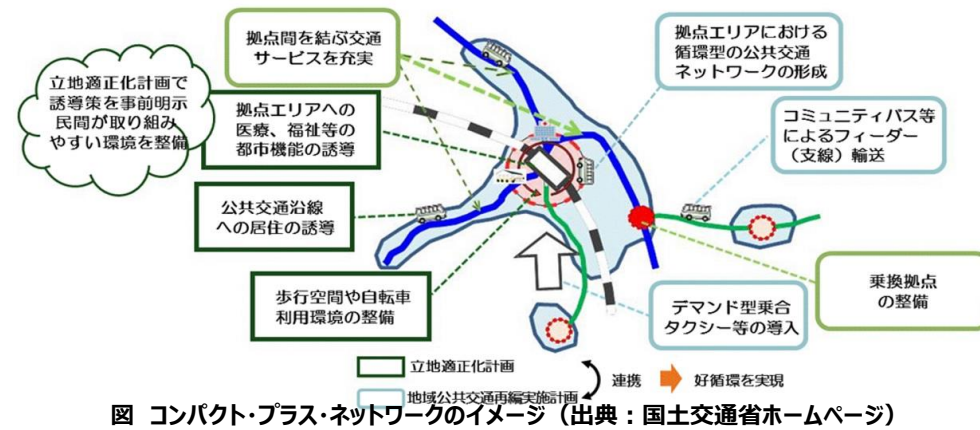 拠点間を結ぶ交通
サービスを充実
拠点エリアにおける
循環型の公共交通
ネットワークの形成
立地適正化計画で
誘導策を事前明示
民間が取り組み
やすい環境を整備
拠点エリアへの
医療、福祉等の
都市機能の誘導
コミュニティバス等
によるフィーダー
（支線）輸送
公共交通沿線
への居住の誘導
歩行空間や自転車
利用環境の整備
デマンド型乗合
タクシー等の導入
乗換拠点
の整備
立地適正化計画
地域公共交通再編実施計画
連携
好循環を実現
図 コンパクト・プラス・ネットワークのイメージ（出典：国土交通省ホームページ）